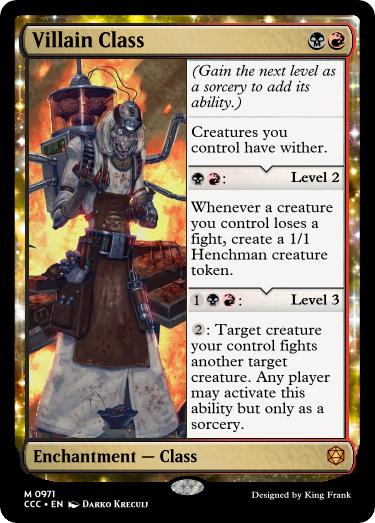 Villain Class
(Gain the next level as
a sorcery to add its
ability.)
Creatures you
control have wither.
: Level 2
Whenever a creature
you control loses a
fight, create a 1/1
Henchman creature
token.
1 : Level 3
2: Target creature
your control fights
another target
creature. Any player
may activate this
ability but only as a
sorcery.
Enchantment — Class
M 0971
CCC • EN Darko Kreculj
Designed by King Frank